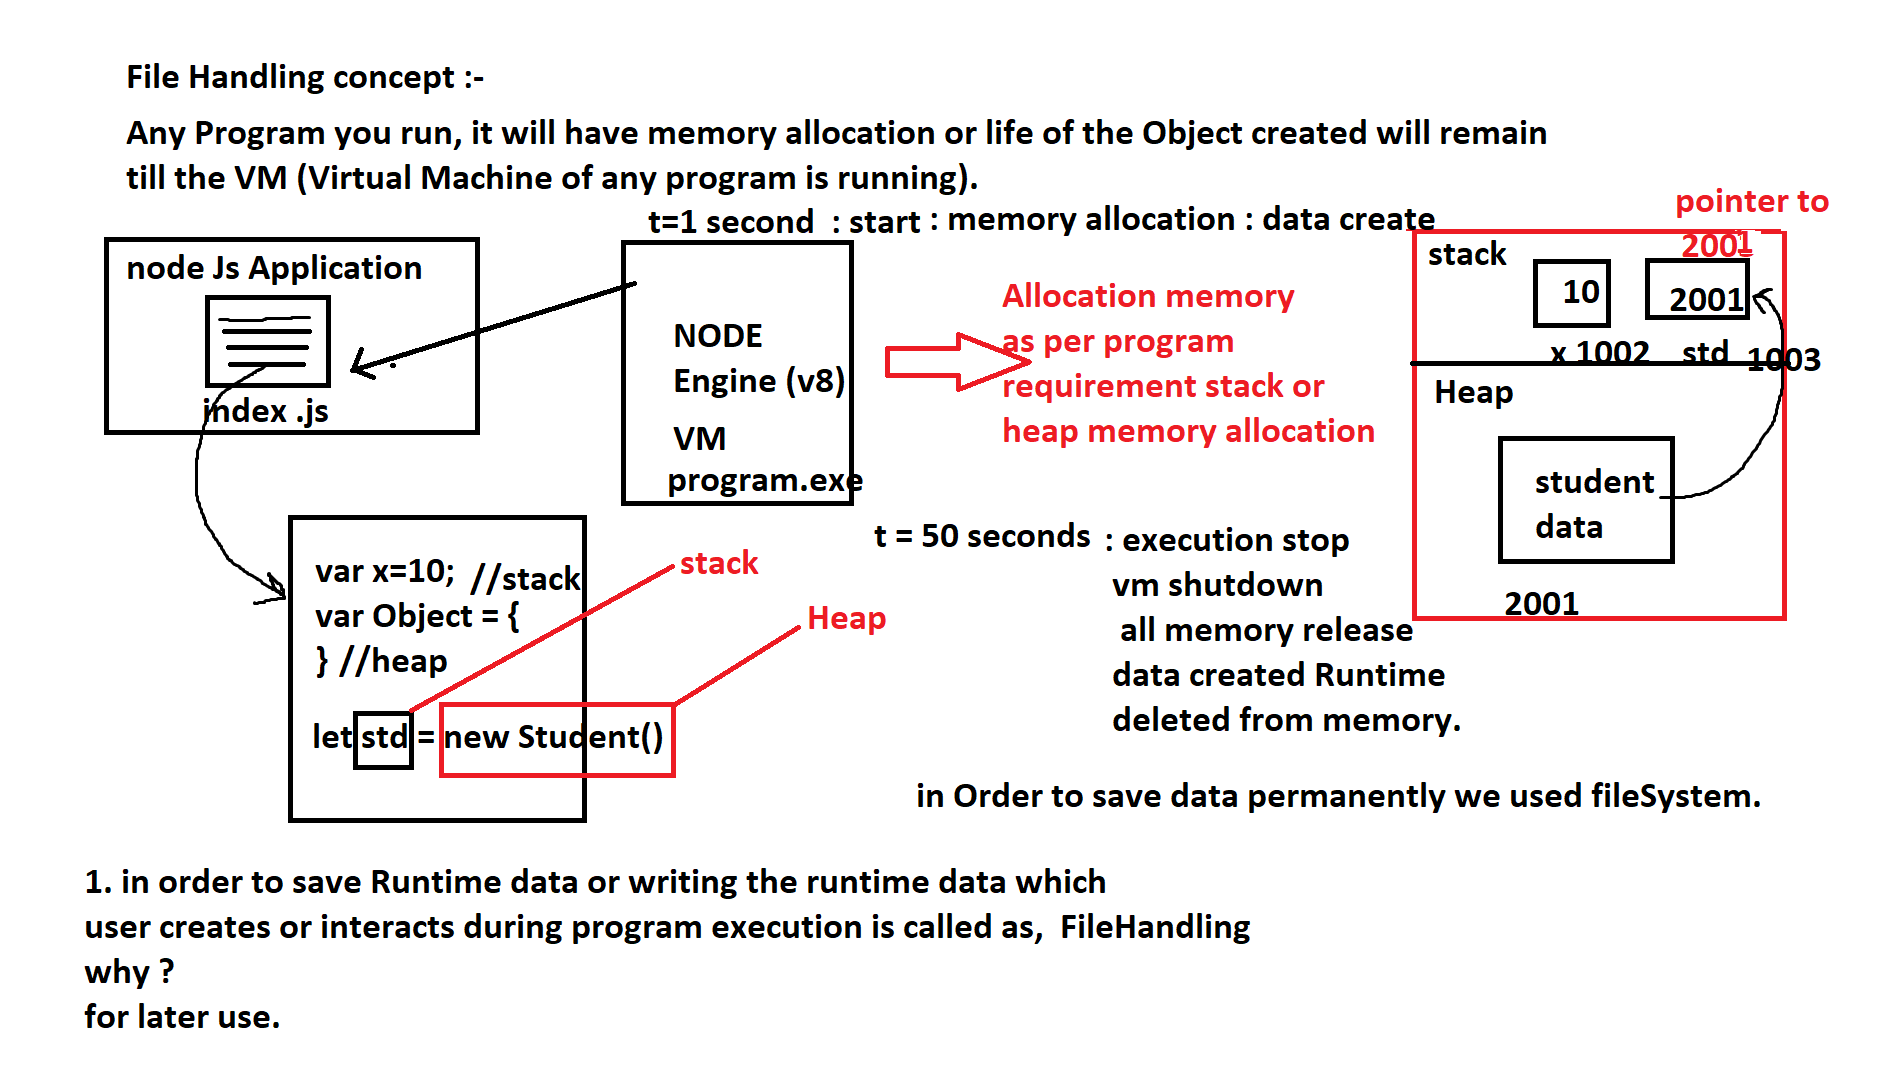 File Handling concept :-
Any Program you run, it will have memory allocation or life of the Object created will remain
till the VM (Virtual Machine of any program is running).
t=1 second : start : memory allocation : data create
node Js Application
index .js
NODE
Engine (v8)
VM
program.exe
Allocation memory
as per program
requirement stack or
heap memory allocation
pointer to
2001
stack
10
2001
x 1002
std
1003
Heap
student
data
2001
var x=10; //stack
var Object = {
} //heap
let std = new Student()
stack
Heap
t = 50 seconds : execution stop
vm shutdown
all memory release
data created Runtime
deleted from memory.
in Order to save data permanently we used fileSystem.
1. in order to save Runtime data or writing the runtime data which
user creates or interacts during program execution is called as, FileHandling
why ?
for later use.